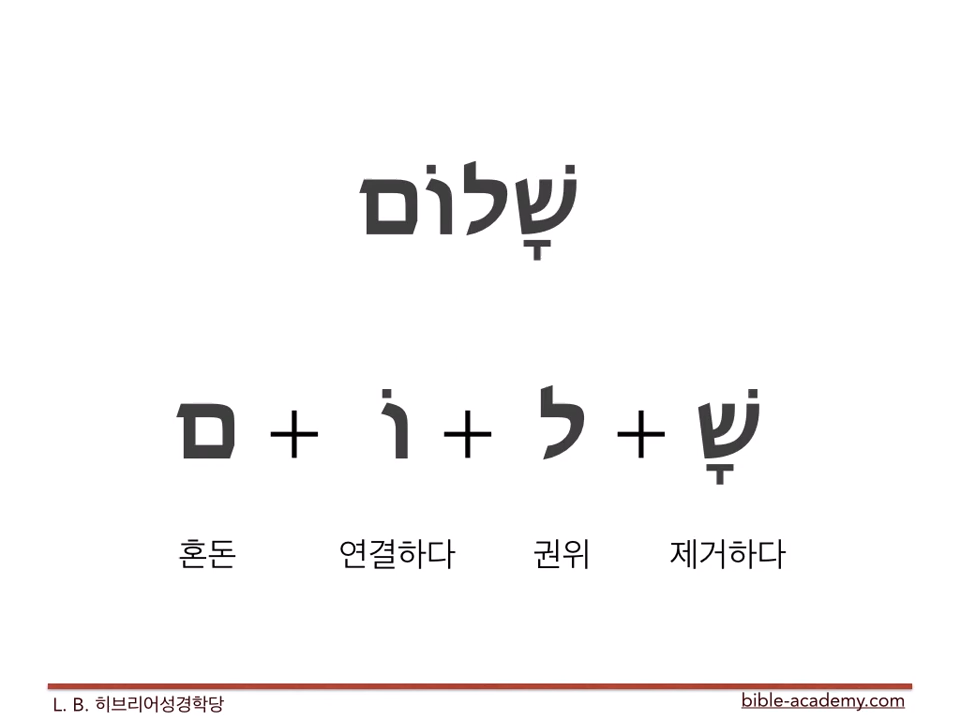 שָׁלוֹם
שָׁ + ל + וֹ + ם
혼돈 연결하다 권위 제거하다
L. B. 히브리어성경학당 bible-academy.com